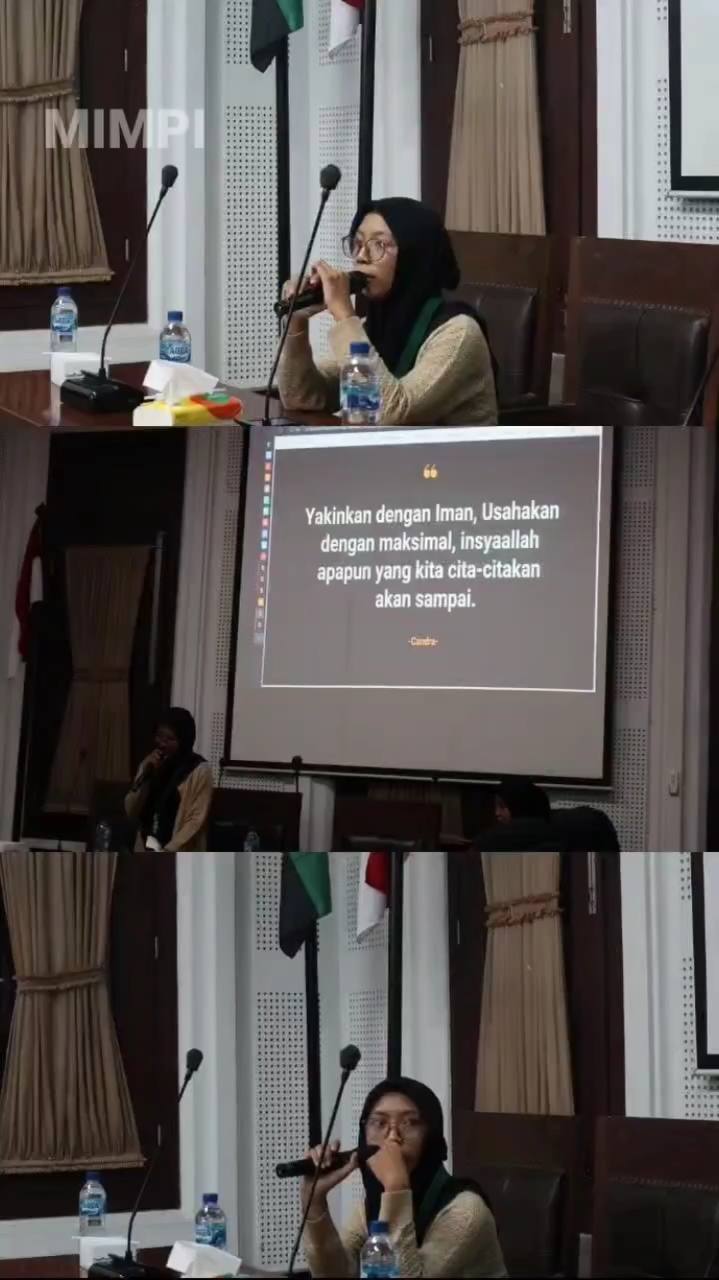 MIMPI
“
Yakinkan dengan Iman, Usahakan
dengan maksimal, insyaallah
apapun yang kita cita-citakan
akan sampai.
-Candra-